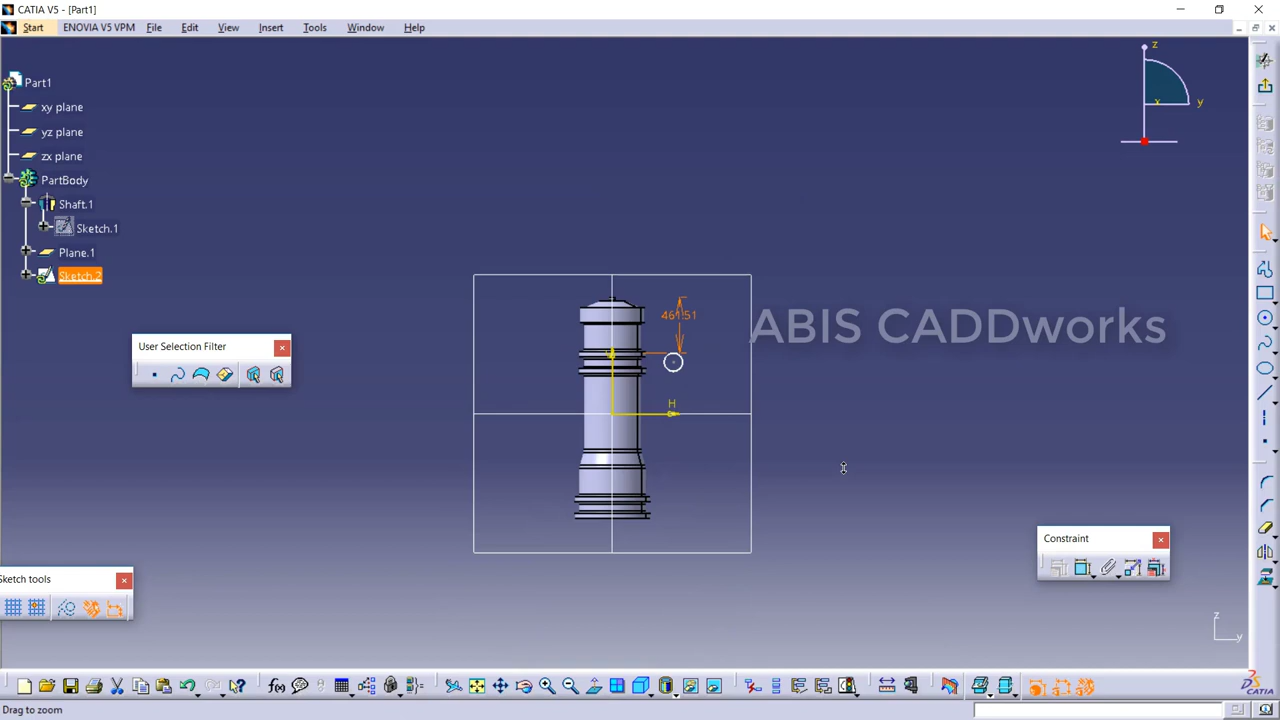 CATIA V5 - [Part1]
Start ENOVIA V5 VPM File Edit View Insert Tools Window Help
z
x
y
Part1
xy plane
yz plane
zx plane
PartBody
Shaft.1
Sketch.1
Plane.1
Sketch.2
461.51
ABIS CADDworks
User Selection Filter
H
Constraint
Sketch tools
z
y
f(x)
CATIA
Drag to zoom